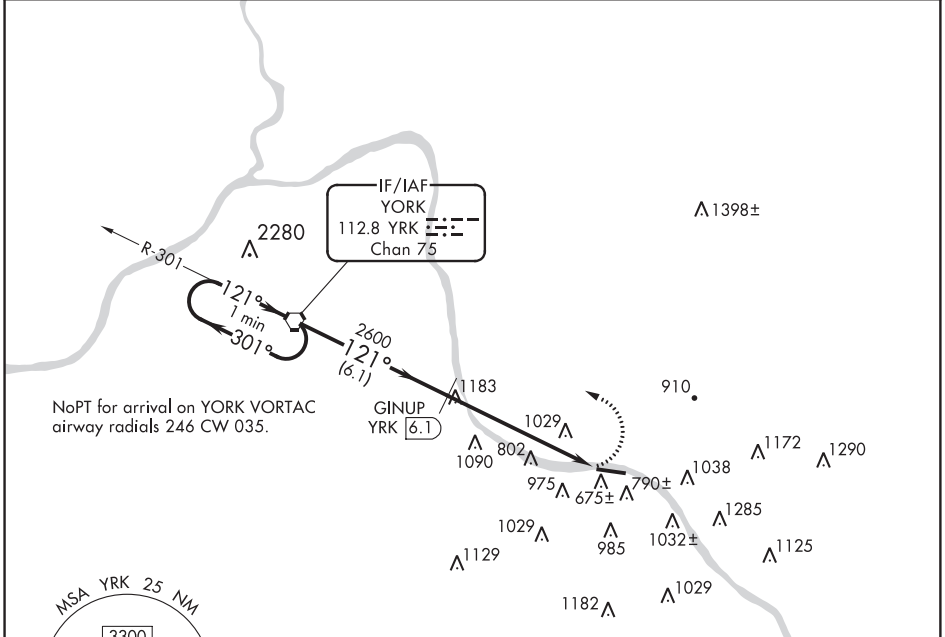 IF/IAF
YORK
112.8 YRK
Chan 75
1398±
2280
R-301
121°
1 min
301°
2600
121°
(6.1)
NoPT for arrival on YORK VORTAC
airway radials 246 CW 035.
1183
GINUP
YRK 6.1
910
1029
1090
802
1172
1290
1038
975
675±
790±
1285
1029
985
1032±
1125
1129
1029
1182
MSA YRK 25 NM
3300